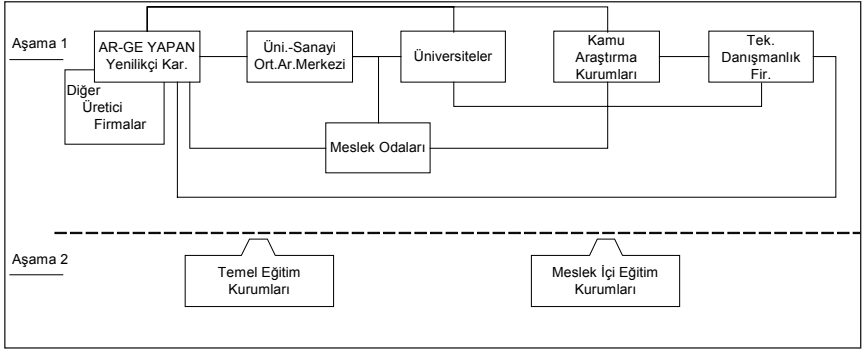 Aşama 1
AR-GE YAPAN
Yenilikçi Kar.
Üni.-Sanayi
Ort.Ar.Merkezi
Üniversiteler
Kamu
Araştırma
Kurumları
Tek.
Danışmanlık
Fir.
Diğer
Üretici
Firmalar
Meslek Odaları
Aşama 2
Temel Eğitim
Kurumları
Meslek İçi Eğitim
Kurumları